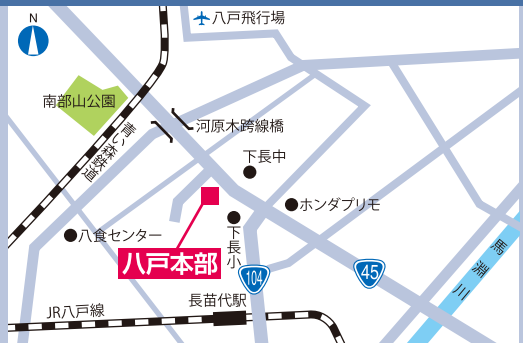 N
八戸飛行場
南部山公園
青い森鉄道
河原木跨線橋
下長中
ホンダプリモ
八食センター
下長小
八戸本部
104
45
馬淵川
長苗代駅
JR八戸線